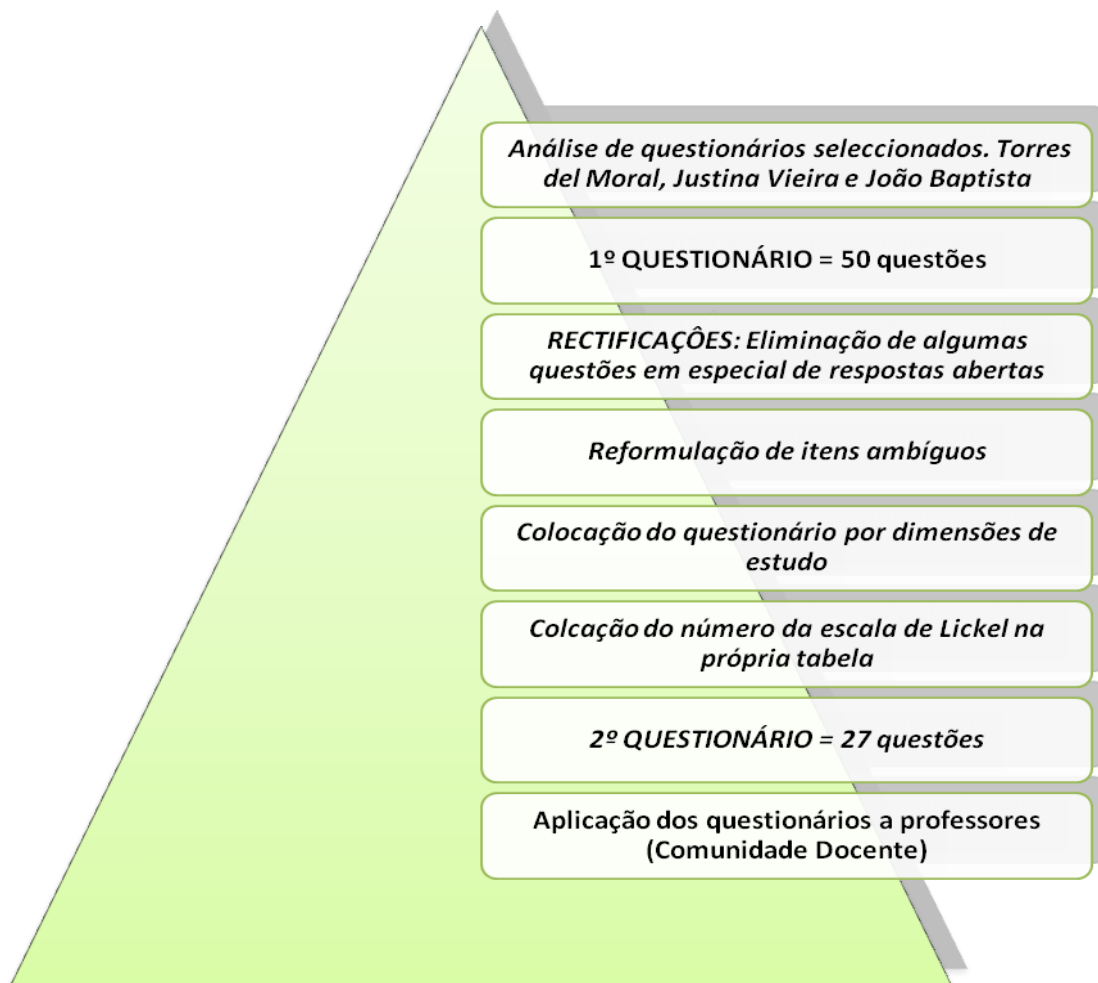 Análise de questionários seleccionados. Torres
del Moral, Justina Vieira e João Baptista
1º QUESTIONÁRIO = 50 questões
RECTIFICAÇÔES: Eliminação de algumas
questões em especial de respostas abertas
Reformulação de itens ambíguos
Colocação do questionário por dimensões de
estudo
Colcação do número da escala de Lickel na
própria tabela
2º QUESTIONÁRIO = 27 questões
Aplicação dos questionários a professores
(Comunidade Docente)